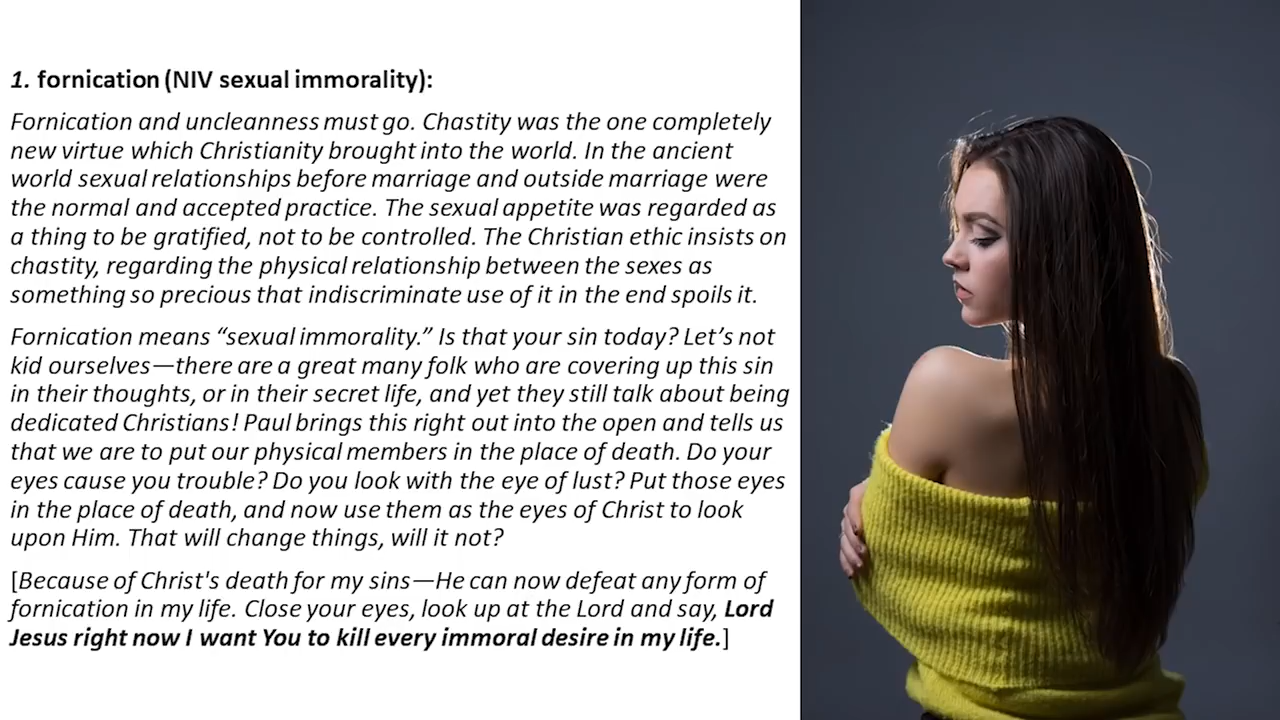 1. fornication (NIV sexual immorality):
Fornication and uncleanness must go. Chastity was the one completely
new virtue which Christianity brought into the world. In the ancient
world sexual relationships before marriage and outside marriage were
the normal and accepted practice. The sexual appetite was regarded as
a thing to be gratified, not to be controlled. The Christian ethic insists on
chastity, regarding the physical relationship between the sexes as
something so precious that indiscriminate use of it in the end spoils it.
Fornication means “sexual immorality.” Is that your sin today? Let’s not
kid ourselves—there are a great many folk who are covering up this sin
in their thoughts, or in their secret life, and yet they still talk about being
dedicated Christians! Paul brings this right out into the open and tells us
that we are to put our physical members in the place of death. Do your
eyes cause you trouble? Do you look with the eye of lust? Put those eyes
in the place of death, and now use them as the eyes of Christ to look
upon Him. That will change things, will it not?
[Because of Christ's death for my sins—He can now defeat any form of
fornication in my life. Close your eyes, look up at the Lord and say, Lord
Jesus right now I want You to kill every immoral desire in my life.]